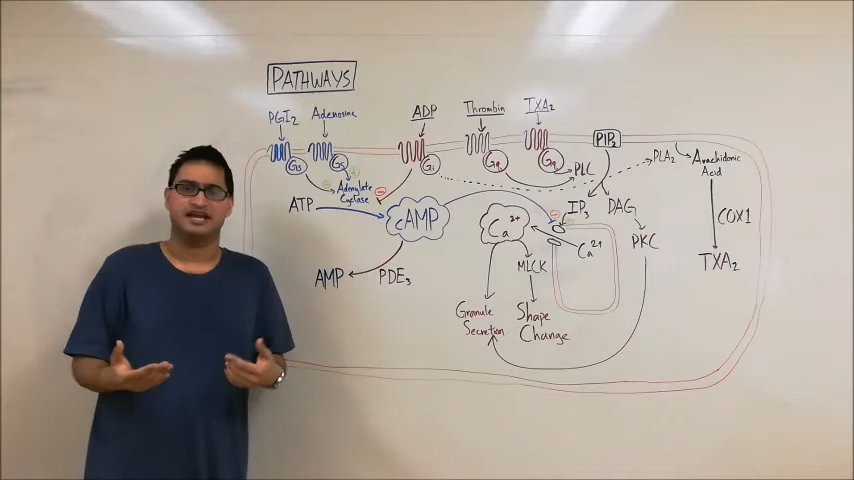 PATHWAYS
PGI2
Adenosine
ADP
Thrombin
TXA2
PIP2
Gs
Gs
Gi
Gq
Gq
PLC
PLA2
Arachidonic
Acid
+
+
Adenylate
Cyclase
−
ATP
cAMP
−
IP3
DAG
COX1
Ca2+
Ca2+
PKC
MLCK
TXA2
AMP
PDE3
Granule
Secretion
Shape
Change